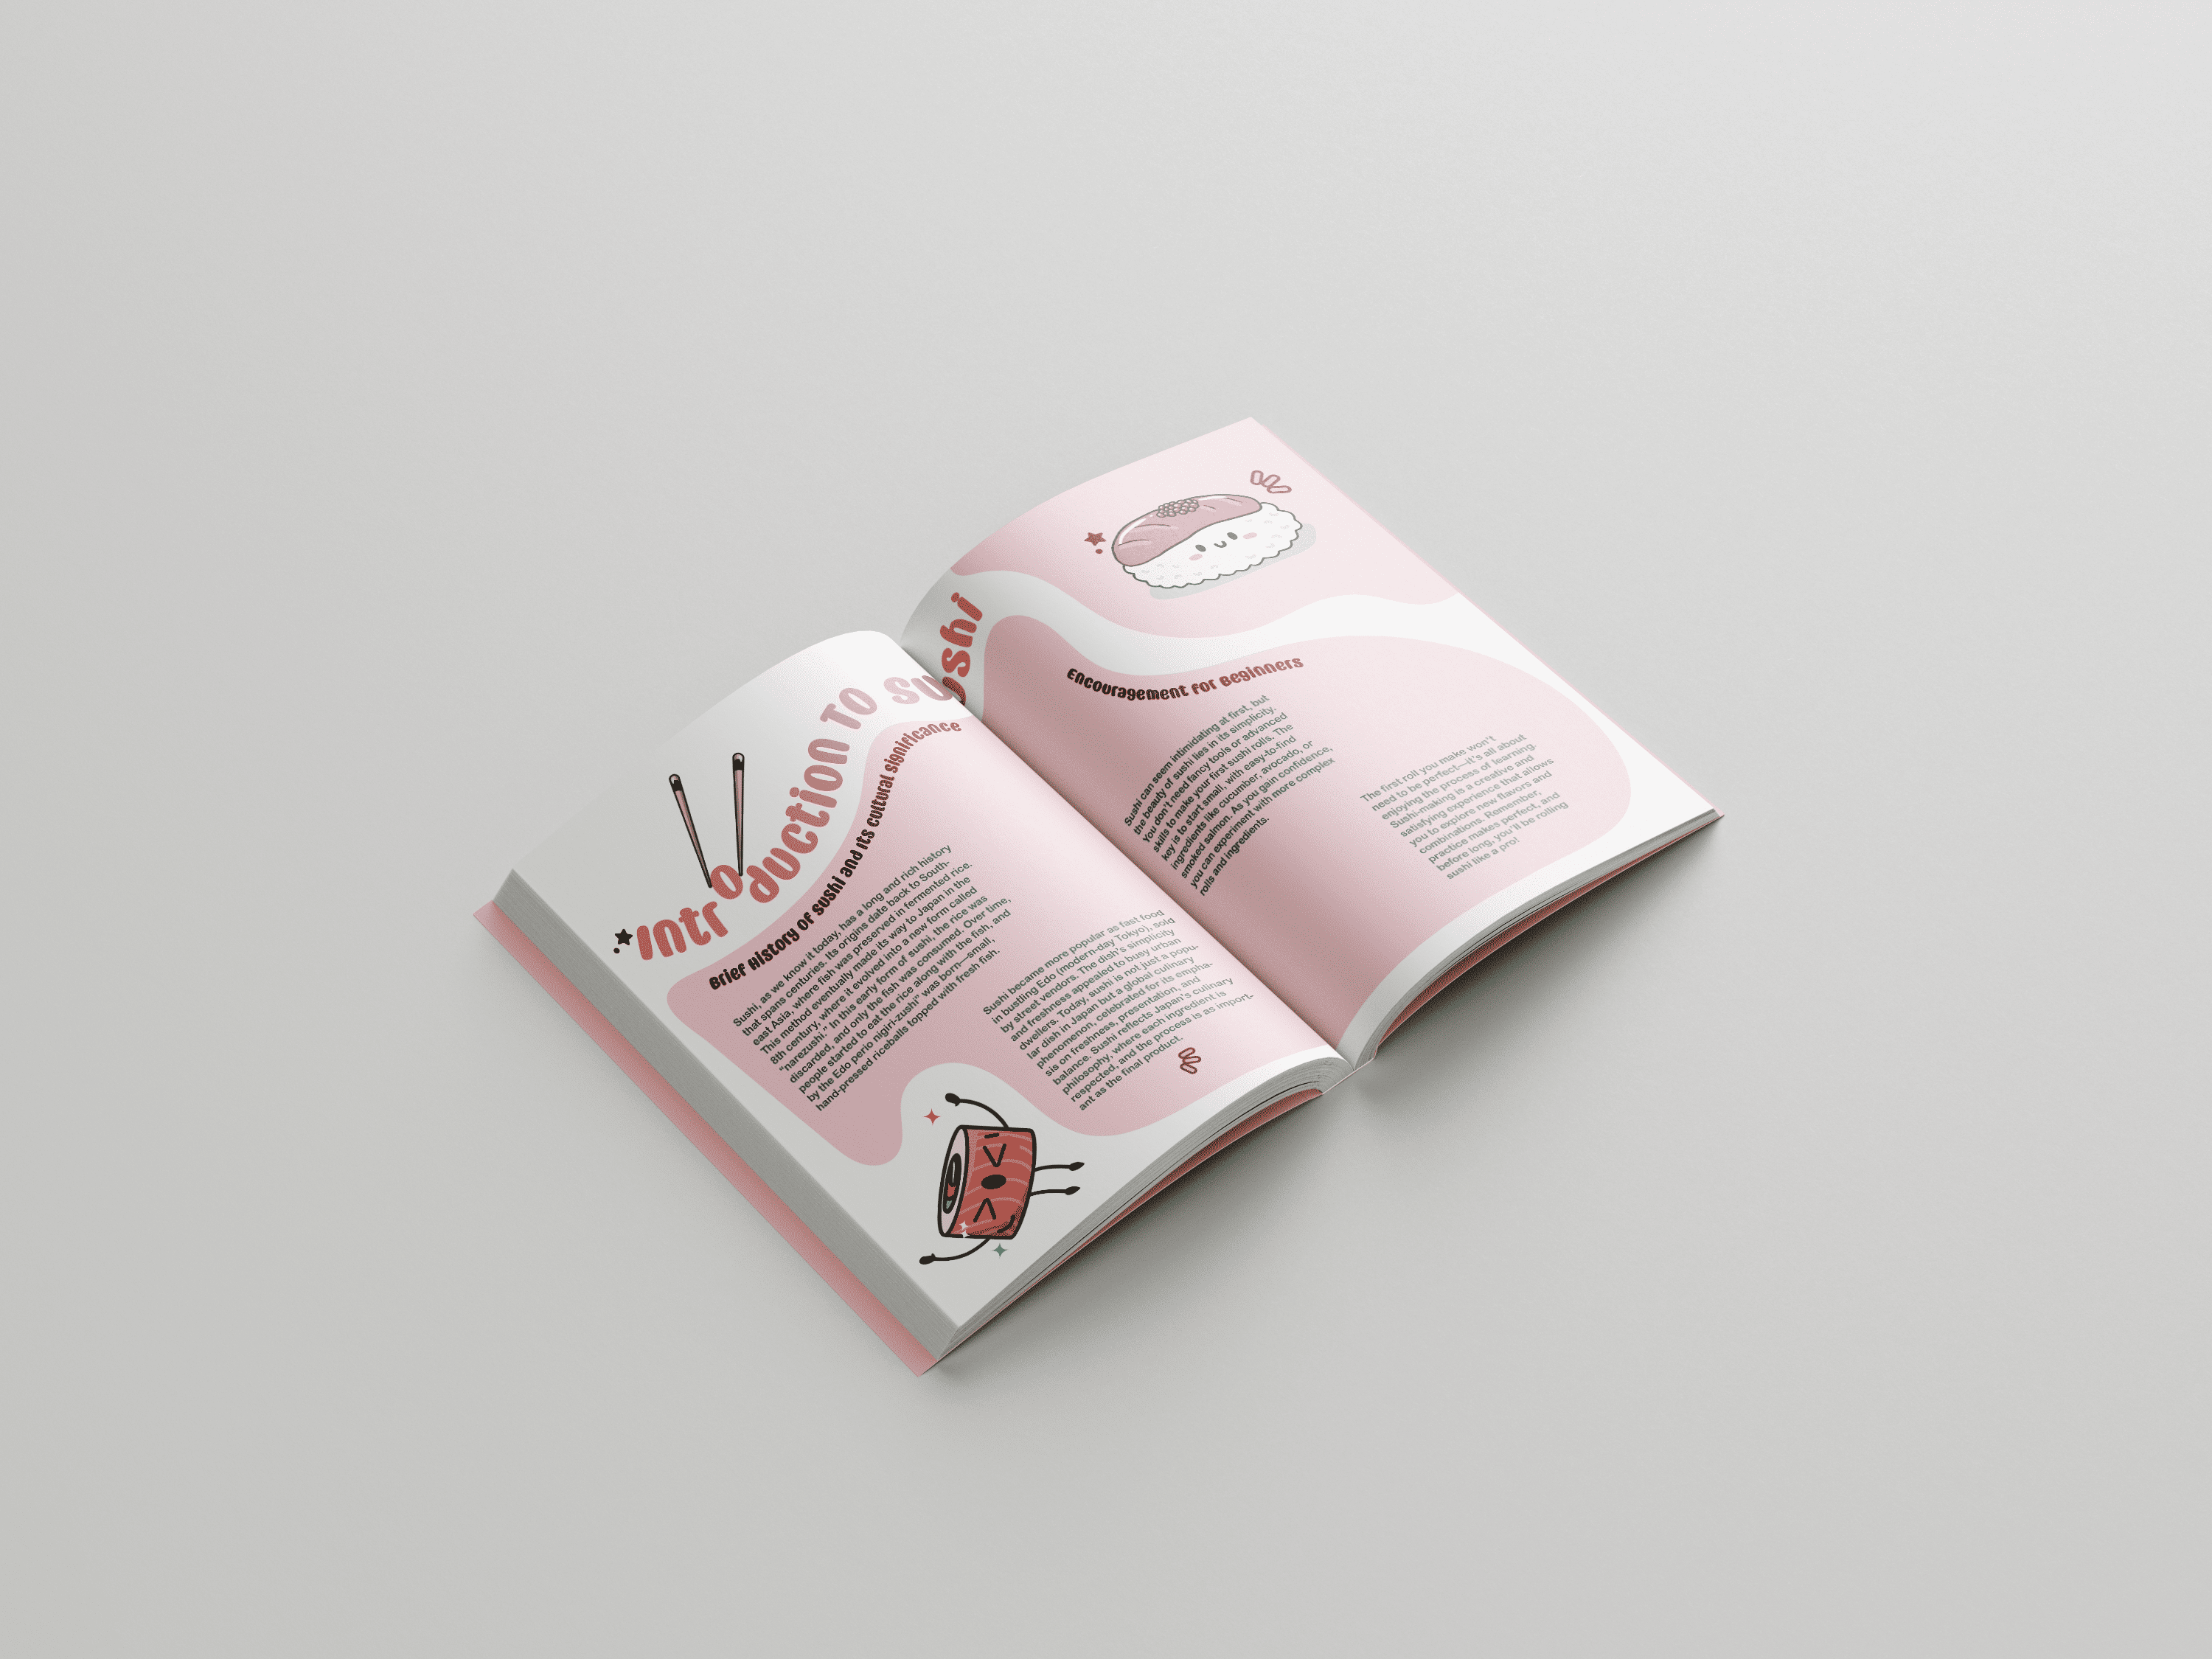 Introduction to Sushi
Brief History of Sushi and its cultural significance
Sushi, as we know it today, has a long and rich history
that spans centuries. Its origins date back to South-
east Asia, where fish was preserved in fermented rice.
This method eventually made its way to Japan in the
8th century, where it evolved into a new form called
“narezushi.” In this early form of sushi, the rice was
discarded, and only the fish was consumed. Over time,
people started to eat the rice along with the fish, and
by the Edo perio nigiri-zushi” was born—small,
hand-pressed riceballs topped with fresh fish.
Sushi became more popular as fast food
in bustling Edo (modern-day Tokyo), sold
by street vendors. The dish’s simplicity
and freshness appealed to busy urban
dwellers. Today, sushi is not just a popu-
lar dish in Japan but a global culinary
phenomenon, celebrated for its empha-
sis on freshness, presentation, and
balance. Sushi reflects Japan’s culinary
philosophy, where each ingredient is
respected, and the process is as import-
ant as the final product.
Encouragement for Beginners
Sushi can seem intimidating at first, but
the beauty of sushi lies in its simplicity.
You don’t need fancy tools or advanced
skills to make your first sushi rolls. The
key is to start small, with easy-to-find
ingredients like cucumber, avocado, or
smoked salmon. As you gain confidence,
you can experiment with more complex
rolls and ingredients.
The first roll you make won’t
need to be perfect—it’s all about
enjoying the process of learning.
Sushi-making is a creative and
satisfying experience that allows
you to explore new flavors and
combinations. Remember,
practice makes perfect, and
before long, you’ll be rolling
sushi like a pro!